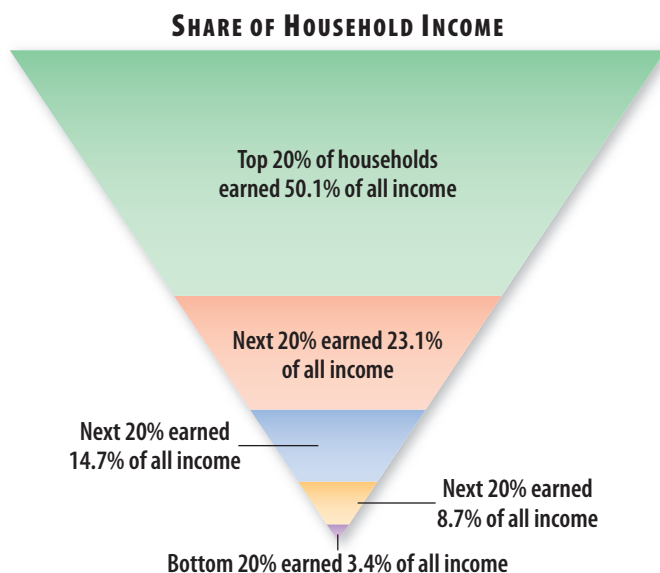 SHARE OF HOUSEHOLD INCOME
Top 20% of households
earned 50.1% of all income
Next 20% earned 23.1%
of all income
Next 20% earned
14.7% of all income
Next 20% earned
8.7% of all income
Bottom 20% earned 3.4% of all income